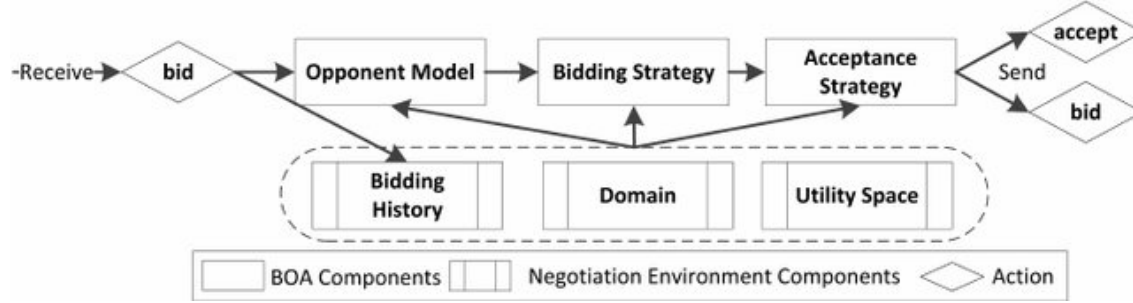 Receive
bid
Opponent Model
Bidding Strategy
Acceptance
Strategy
accept
Send
bid
Bidding
History
Domain
Utility Space
BOA Components
Negotiation Environment Components
Action